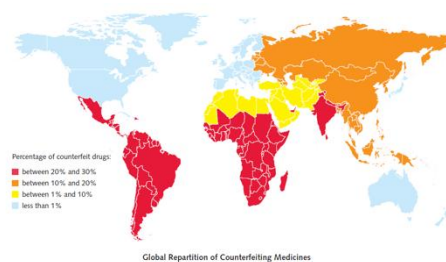 Percentage of counterfeit drugs:
between 20% and 30%
between 10% and 20%
between 1% and 10%
less than 1%
Global Repartition of Counterfeiting Medicines